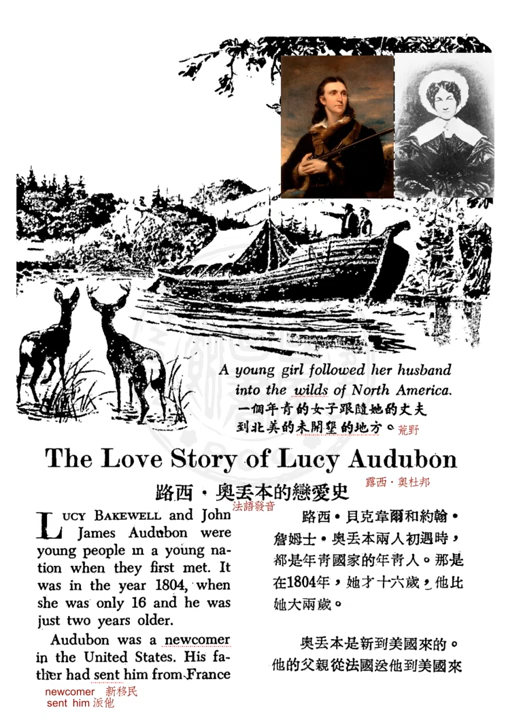 A young girl followed her husband
into the wilds of North America.
一個年青的女子跟隨她的丈夫
到北美的未開墾的地方。荒野
The Love Story of Lucy Audubon
露西・奧杜邦
路西・奧丟本的戀愛史
法語發音
LUCY BAKEWELL and John
James Audubon were
young people in a young na-
tion when they first met. It
was in the year 1804, when
she was only 16 and he was
just two years older.
Audubon was a newcomer
in the United States. His fa-
ther had sent him from France
newcomer 新移民
sent him 派他
路西・貝克韋爾和約翰・
詹姆士・奧丟本兩人初遇時，
都是年青國家的年青人。那是
在1804年，她才十六歲，他比
她大兩歲。
奧丟本是新到美國來的。
他的父親從法國送他到美國來